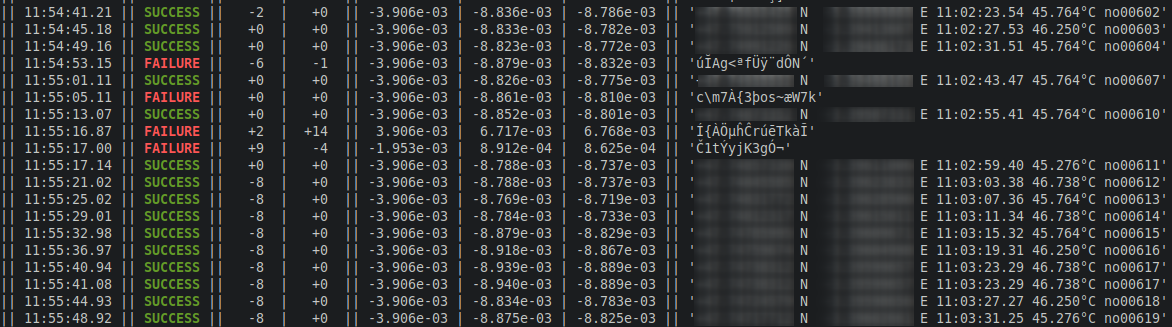 || 11:54:41.21 || SUCCESS || -2 | +0 || -3.906e-03 | -8.836e-03 | -8.786e-03 || ' N E 11:02:23.54 45.764°C no00602'
|| 11:54:45.18 || SUCCESS || +0 | +0 || -3.906e-03 | -8.833e-03 | -8.782e-03 || ' N E 11:02:27.53 46.250°C no00603'
|| 11:54:49.16 || SUCCESS || +0 | +0 || -3.906e-03 | -8.823e-03 | -8.772e-03 || ' N E 11:02:31.51 45.764°C no00604'
|| 11:54:53.15 || FAILURE || -6 | -1 || -3.906e-03 | -8.879e-03 | -8.832e-03 || 'úÏAg<ªfÜÿ¨dÔN´'
|| 11:55:01.11 || SUCCESS || +0 | +0 || -3.906e-03 | -8.826e-03 | -8.775e-03 || ' N E 11:02:43.47 45.764°C no00607'
|| 11:55:05.11 || FAILURE || +0 | +0 || -3.906e-03 | -8.861e-03 | -8.810e-03 || 'c\m7À{3þos~æW7k'
|| 11:55:13.07 || SUCCESS || +0 | +0 || -3.906e-03 | -8.852e-03 | -8.801e-03 || ' N E 11:02:55.41 45.764°C no00610'
|| 11:55:16.87 || FAILURE || +2 | +14 || 3.906e-03 | 6.717e-03 | 6.768e-03 ||
|| 11:55:17.00 || FAILURE || +9 | -4 || -1.953e-03 | 8.912e-04 | 8.625e-04 ||
|| 11:55:17.14 || SUCCESS || +0 | +0 || -3.906e-03 | -8.788e-03 | -8.737e-03 || ' N E 11:02:59.40 45.276°C no00611'
|| 11:55:21.02 || SUCCESS || -8 | +0 || -3.906e-03 | -8.788e-03 | -8.737e-03 || ' N E 11:03:03.38 46.738°C no00612'
|| 11:55:25.02 || SUCCESS || -8 | +0 || -3.906e-03 | -8.769e-03 | -8.719e-03 || ' N E 11:03:07.36 45.764°C no00613'
|| 11:55:29.01 || SUCCESS || -8 | +0 || -3.906e-03 | -8.784e-03 | -8.733e-03 || ' N E 11:03:11.34 46.738°C no00614'
|| 11:55:32.98 || SUCCESS || -8 | +0 || -3.906e-03 | -8.879e-03 | -8.829e-03 || ' N E 11:03:15.32 45.764°C no00615'
|| 11:55:36.97 || SUCCESS || -8 | +0 || -3.906e-03 | -8.918e-03 | -8.867e-03 || ' N E 11:03:19.31 46.250°C no00616'
|| 11:55:40.94 || SUCCESS || -8 | +0 || -3.906e-03 | -8.939e-03 | -8.889e-03 || ' N E 11:03:23.29 46.738°C no00617'
|| 11:55:41.08 || SUCCESS || -8 | +0 || -3.906e-03 | -8.940e-03 | -8.889e-03 || ' N E 11:03:23.29 46.738°C no00617'
|| 11:55:44.93 || SUCCESS || -8 | +0 || -3.906e-03 | -8.834e-03 | -8.783e-03 || ' N E 11:03:27.27 46.250°C no00618'
|| 11:55:48.92 || SUCCESS || -8 | +0 || -3.906e-03 | -8.875e-03 | -8.825e-03 || ' N E 11:03:31.25 45.276°C no00619'